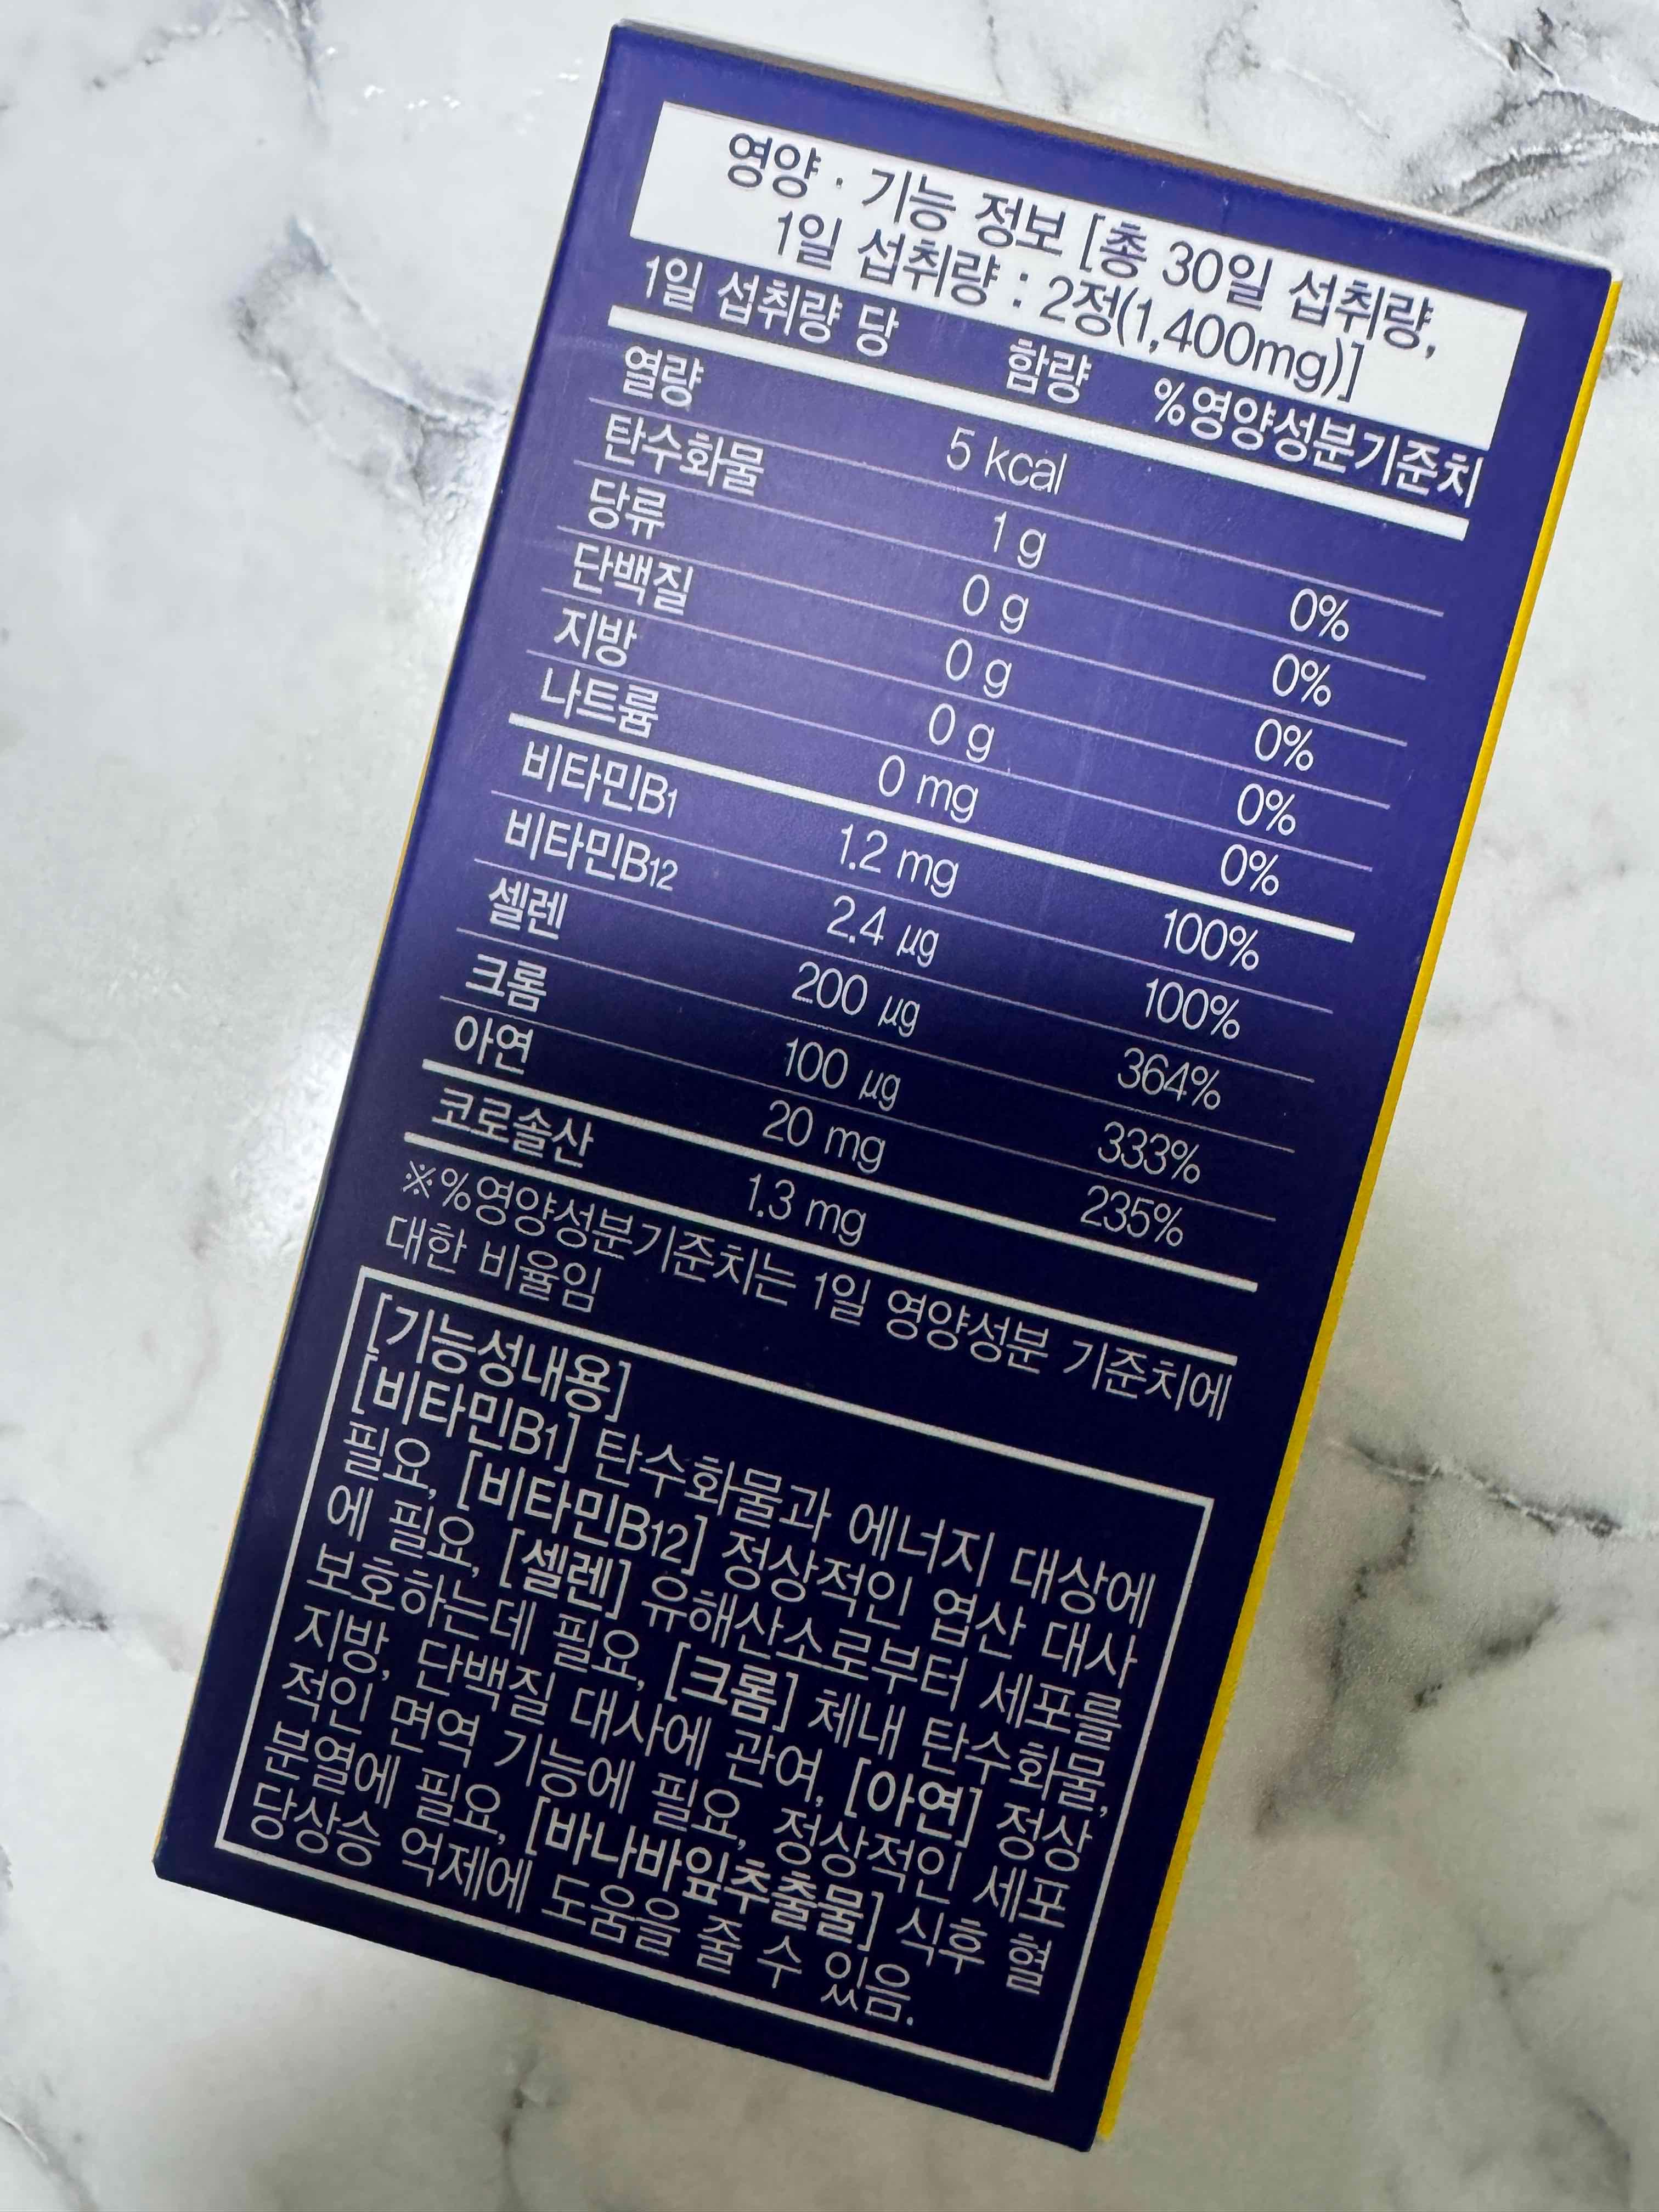 영양 · 기능 정보 [총 30일 섭취량,
1일 섭취량 : 2정(1,400mg)]
1일 섭취량 당 함량 %영양성분기준치
열량 5 kcal
탄수화물 1 g 0%
당류 0 g 0%
단백질 0 g 0%
지방 0 g 0%
나트륨 0 mg 0%
비타민B1 1.2 mg 100%
비타민B12 2.4 μg 100%
셀렌 200 μg 364%
크롬 100 μg 333%
아연 20 mg 235%
코로솔산 1.3 mg
※%영양성분기준치는 1일 영양성분 기준치에
대한 비율임
[기능성내용]
[비타민B1] 탄수화물과 에너지 대상에
필요, [비타민B12] 정상적인 엽산 대사
에 필요, [셀렌] 유해산소로부터 세포를
보호하는데 필요, [크롬] 체내 탄수화물,
지방, 단백질 대사에 관여, [아연] 정상
적인 면역 기능에 필요, 정상적인 세포
분열에 필요, [바나바잎추출물] 식후 혈
당상승 억제에 도움을 줄 수 있음.